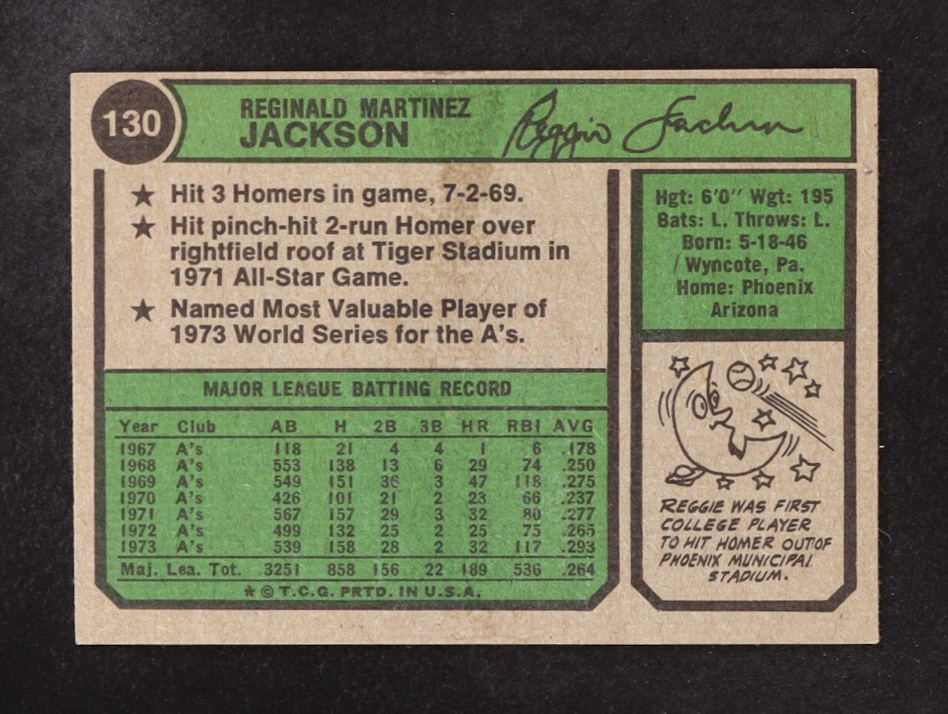 130
REGINALD MARTINEZ
JACKSON
Reggie Jackson
★ Hit 3 Homers in game, 7-2-69.
★ Hit pinch-hit 2-run Homer over
rightfield roof at Tiger Stadium in
1971 All-Star Game.
★ Named Most Valuable Player of
1973 World Series for the A's.
Hgt: 6'0" Wgt: 195
Bats: L. Throws: L.
Born: 5-18-46
Wyncote, Pa.
Home: Phoenix
Arizona
MAJOR LEAGUE BATTING RECORD
Year Club AB H 2B 3B HR RBI AVG
1967 A's 118 21 4 4 1 6 .178
1968 A's 553 138 13 6 29 74 .250
1969 A's 549 151 36 3 47 118 .275
1970 A's 426 101 21 2 23 66 .237
1971 A's 567 157 29 3 32 80 .277
1972 A's 499 132 25 2 25 75 .265
1973 A's 539 158 28 2 32 117 .293
Maj. Lea. Tot. 3251 858 156 22 189 536 .264
* © T.C.G. PRTD. IN U.S.A.
REGGIE WAS FIRST
COLLEGE PLAYER
TO HIT HOMER OUT OF
PHOENIX MUNICIPAL
STADIUM.